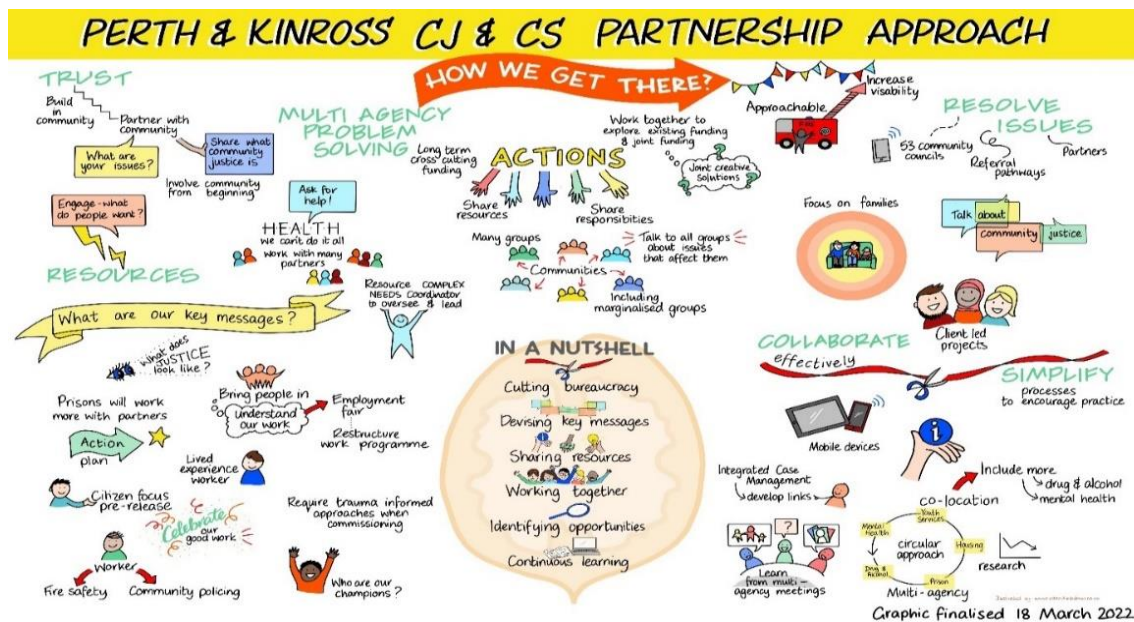 PERTH & KINROSS CJ & CS PARTNERSHIP APPROACH
HOW WE GET THERE?
TRUST
Build
in
community
Partner with
community
What are
your issues?
Share what
community
justice is
Involve community
from beginning
Engage-what
do people want?
RESOURCES
MULTI AGENCY
PROBLEM
SOLVING
Ask for
help!
HEALTH
We can't do it all
work with many
partners
Long term
cross cutting
funding
ACTIONS
Share
resources
Share
responsibities
Work together to
explore existing funding
& joint funding
Joint creative
solutions
Many groups
Communities
Talk to all groups
about issues
that affect them
Including
marginalised groups
Resource COMPLEX
NEEDS Coordinator
to oversee & lead
Approachable
Increase
visability
RESOLVE
ISSUES
53 community
councils
Referral
pathways
Partners
Focus on families
Talk about
community justice
Client led
projects
What are our key messages?
What does
JUSTICE
look like?
Prisons will work
more with partners
Action
plan
Bring people in
understand
our work
Employment
fair
Restructure
work programme
Lived
experience
worker
Citizen focus
pre-release
Celebrate
our
good work
Require trauma informed
approaches when
commissioning
Worker
Fire safety
Community policing
Who are our
champions?
IN A NUTSHELL
Cutting bureaucracy
Devising key messages
Sharing resources
Working together
Identifying opportunities
Continuous learning
COLLABORATE
effectively
SIMPLIFY
processes
to encourage practice
Mobile devices
i
Integrated Case
Management
develop links
co-location
Include more
drug & alcohol
mental health
?
Learn
from multi-
agency meetings
circular
approach
Youth
Services
Housing
Prison
Drug &
Alcohol
Mental
Health
Multi-agency
research
Graphic finalised 18 March 2022